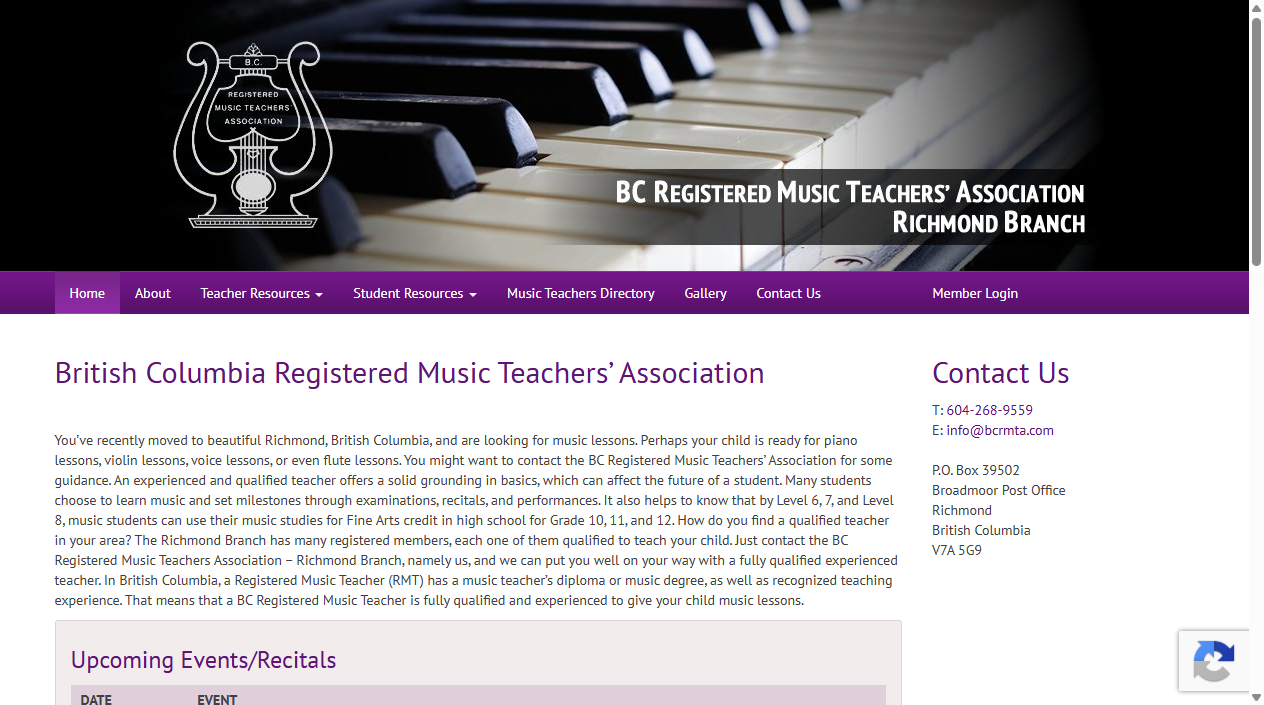 B.C.
REGISTERED
MUSIC TEACHERS'
ASSOCIATION
BC Registered Music Teachers’ Association
Richmond Branch
Home About Teacher Resources Student Resources Music Teachers Directory Gallery Contact Us Member Login
British Columbia Registered Music Teachers’ Association
You’ve recently moved to beautiful Richmond, British Columbia, and are looking for music lessons. Perhaps your child is ready for piano
lessons, violin lessons, voice lessons, or even flute lessons. You might want to contact the BC Registered Music Teachers’ Association for some
guidance. An experienced and qualified teacher offers a solid grounding in basics, which can affect the future of a student. Many students
choose to learn music and set milestones through examinations, recitals, and performances. It also helps to know that by Level 6, 7, and Level
8, music students can use their music studies for Fine Arts credit in high school for Grade 10, 11, and 12. How do you find a qualified teacher
in your area? The Richmond Branch has many registered members, each one of them qualified to teach your child. Just contact the BC
Registered Music Teachers Association – Richmond Branch, namely us, and we can put you well on your way with a fully qualified experienced
teacher. In British Columbia, a Registered Music Teacher (RMT) has a music teacher’s diploma or music degree, as well as recognized teaching
experience. That means that a BC Registered Music Teacher is fully qualified and experienced to give your child music lessons.
Upcoming Events/Recitals
DATE EVENT
Contact Us
T: 604-268-9559
E: info@bcrmta.com
P.O. Box 39502
Broadmoor Post Office
Richmond
British Columbia
V7A 5G9